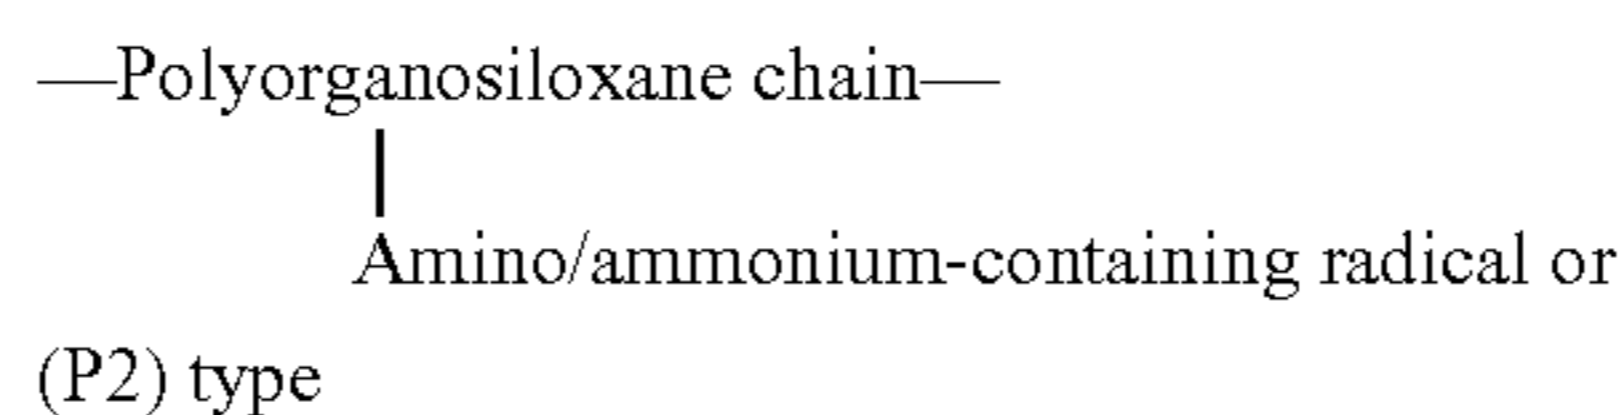 —Polyorganosiloxane chain—
Amino/ammonium-containing radical or
(P2) type